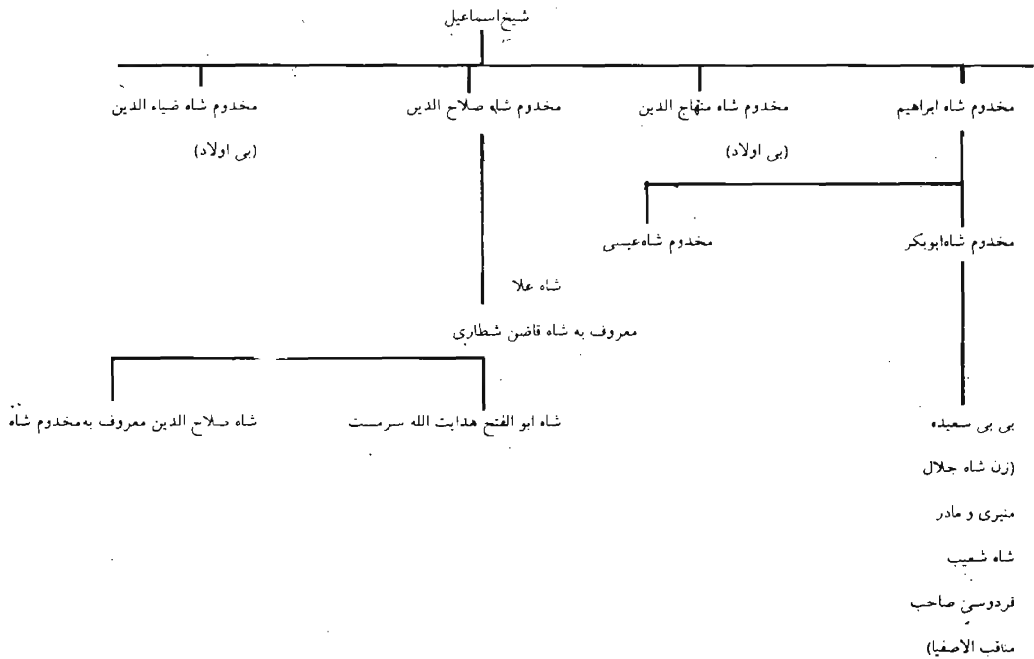 شیخ اسماعیل
مخدوم شاه ابراهیم
مخدوم شاه منهاج الدین
مخدوم شاه صلاح الدین
مخدوم شاه ضیاء الدین
(بی اولاد)
(بی اولاد)
مخدوم شاه ابوبکر
مخدوم شاه عیسی
شاه علا
معروف به شاه قاضن شطاری
بی بی سعیده
شاه ابو الفتح هدایت الله سرمست
شاه صلاح الدین معروف به مخدوم شاه
(زن شاه جلال
منیری و مادر
شاه شعیب
فردوسی صاحب
مناقب الاصفیا)